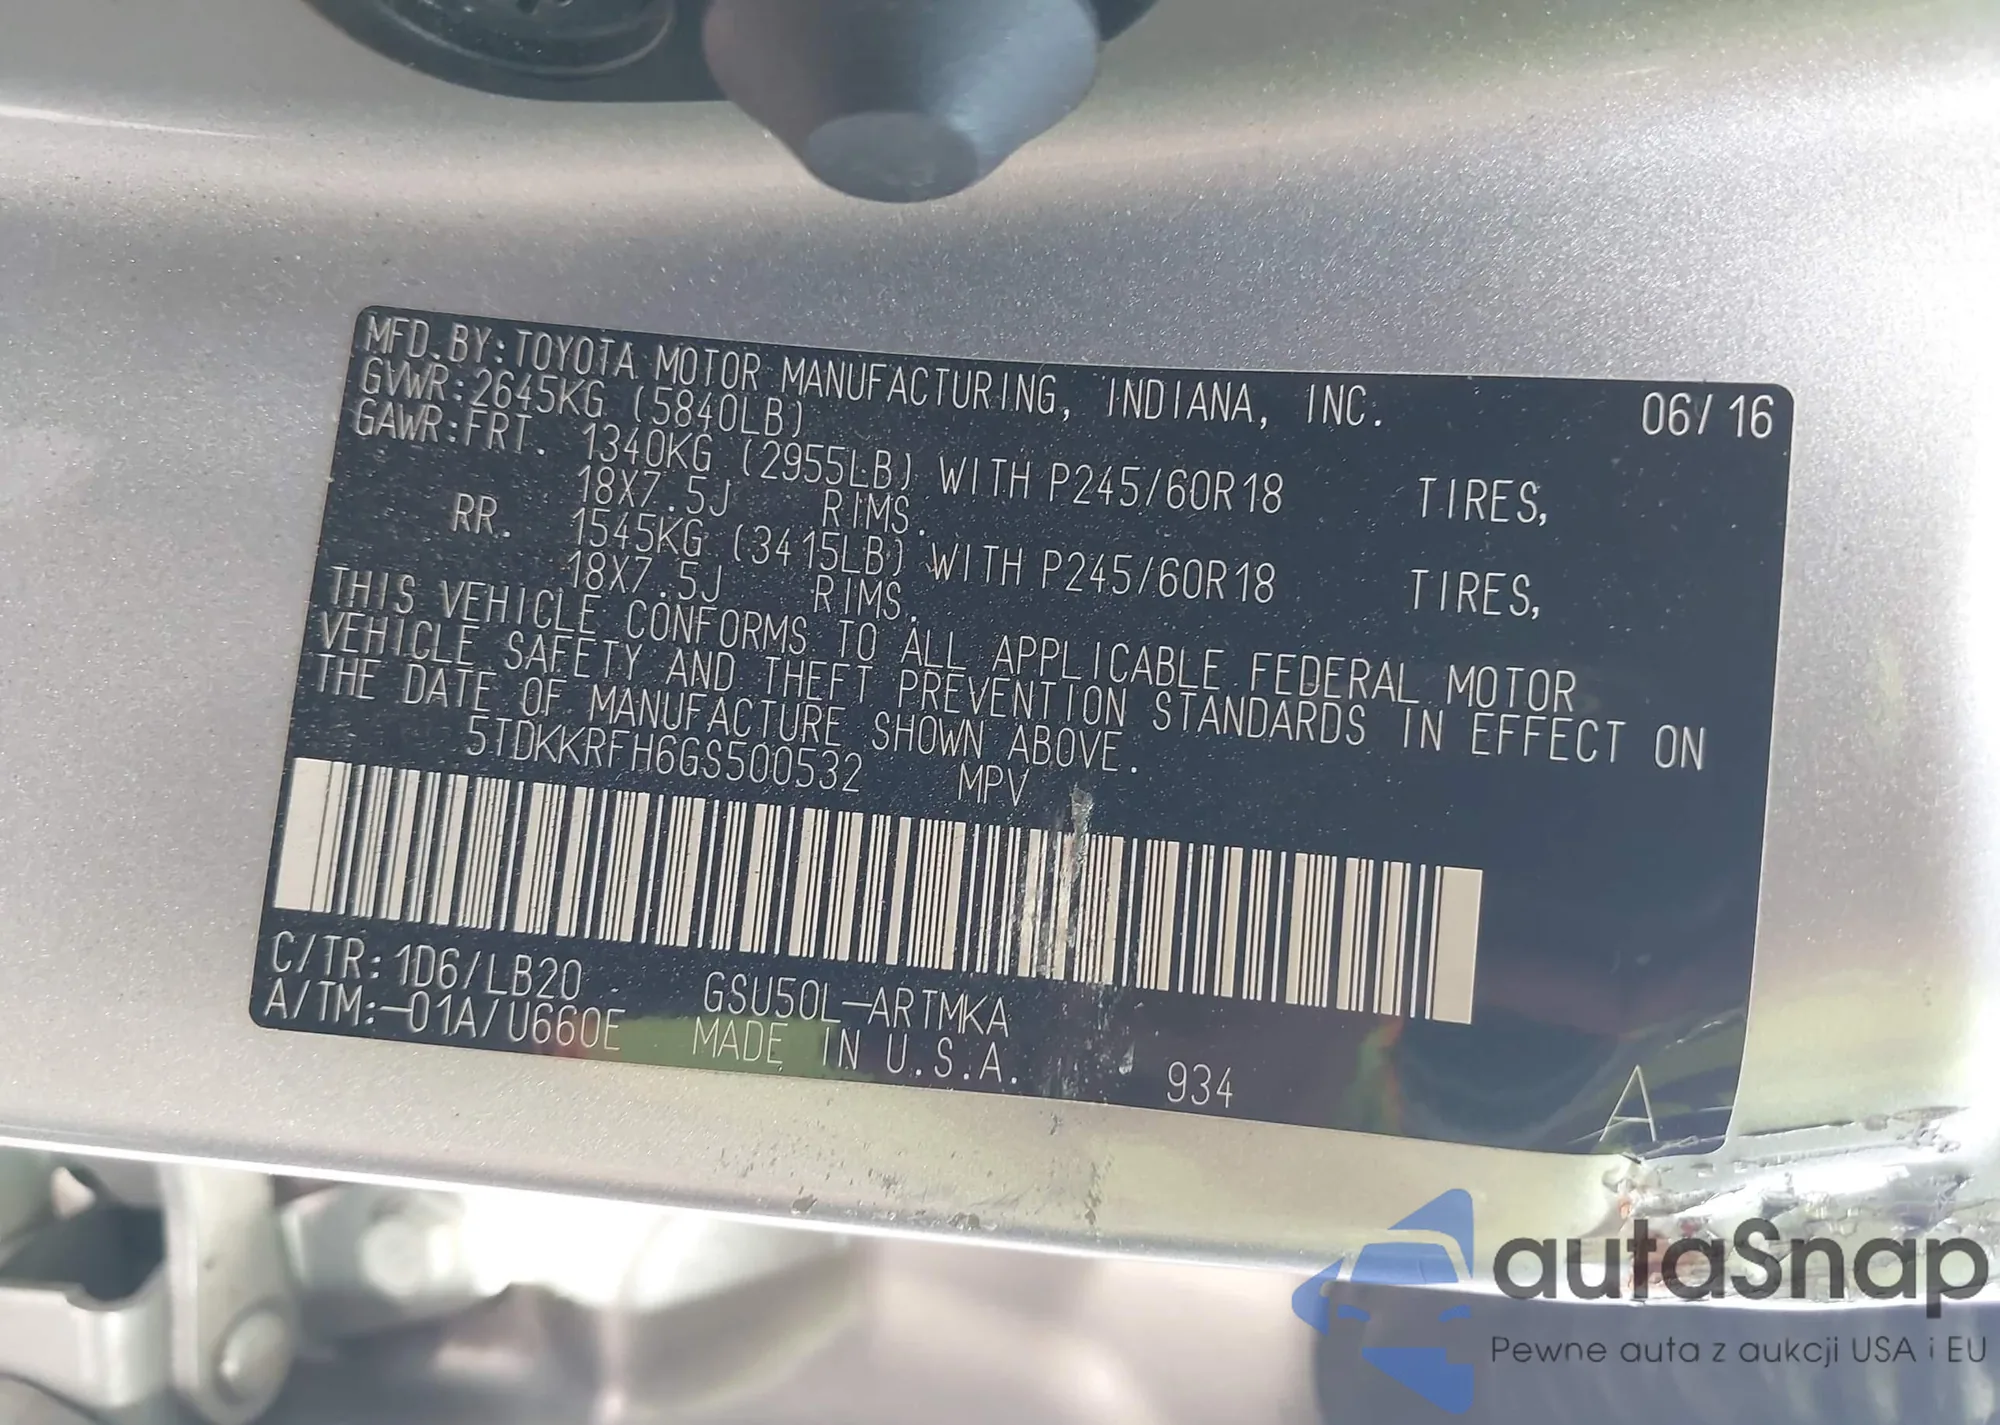 MFD.BY:TOYOTA MOTOR MANUFACTURING, INDIANA, INC. 06/16
GVWR:2645KG (5840LB)
GAWR:FRT. 1340KG (2955LB) WITH P245/60R18 TIRES,
18X7.5J RIMS.
RR. 1545KG (3415LB) WITH P245/60R18 TIRES,
18X7.5J RIMS.
THIS VEHICLE CONFORMS TO ALL APPLICABLE FEDERAL MOTOR
VEHICLE SAFETY AND THEFT PREVENTION STANDARDS IN EFFECT ON
THE DATE OF MANUFACTURE SHOWN ABOVE.
5TDKKRFH6GS500532 MPV
C/TR:1D6/LB20 GSU50L-ARTMKA
A/TM:-01A/U660E MADE IN U.S.A. 934 A
autaSnap
Pewne auta z aukcji USA i EU